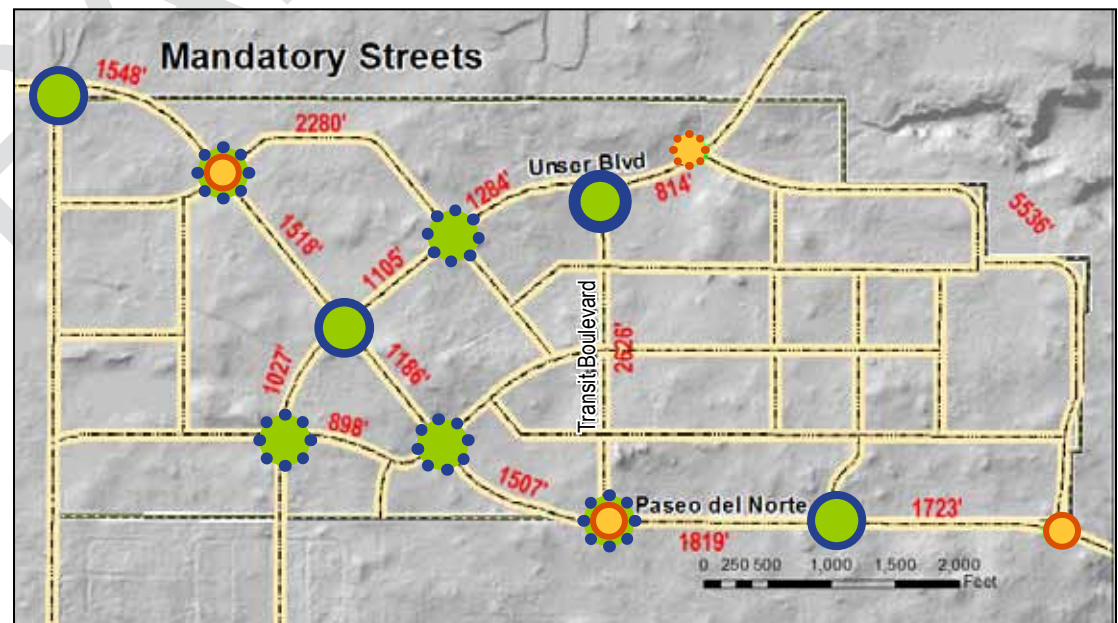 Mandatory Streets
1548'
2280'
Unser Blvd
1284'
814'
5536'
1518'
1105'
Transit Boulevard
2626'
1027'
1186'
898'
1507'
Paseo del Norte
1723'
1819'
0 250 500 1,000 1,500 2,000
Feet